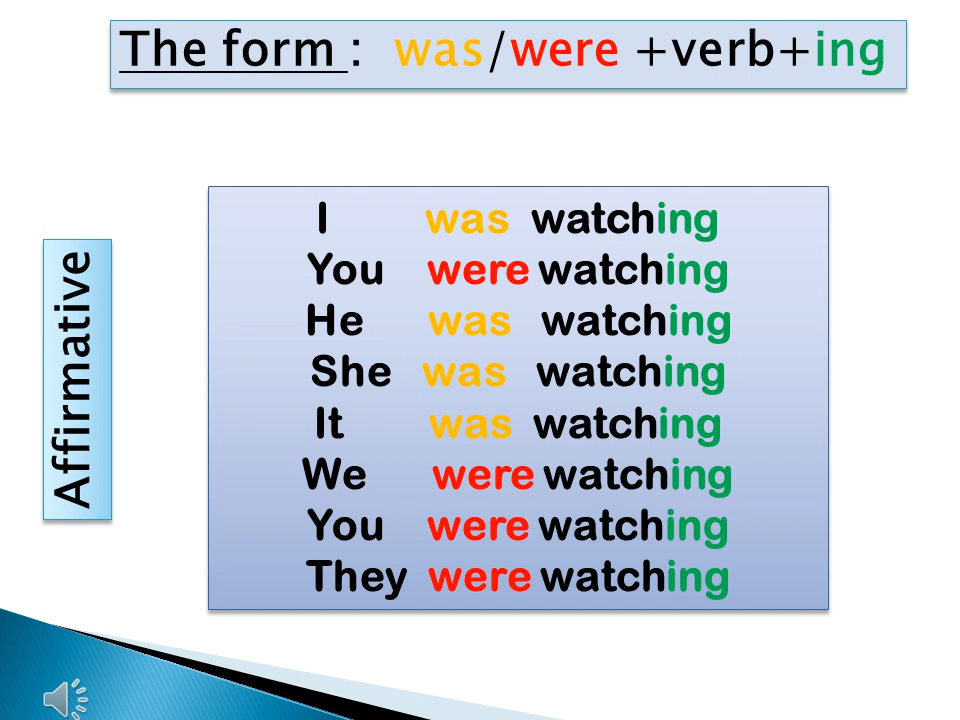 The form : was/were +verb+ing
Affirmative
I was watching
You were watching
He was watching
She was watching
It was watching
We were watching
You were watching
They were watching